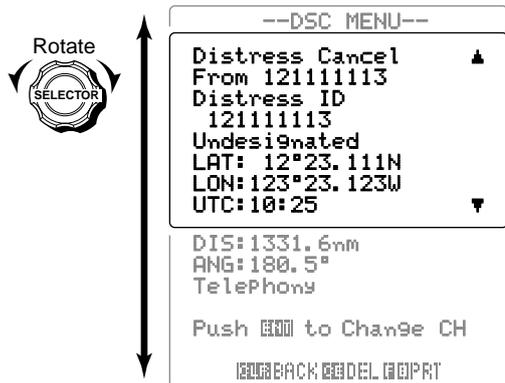 Rotate
SELECTOR
--DSC MENU--
Distress Cancel ▲
From 121111113
Distress ID
121111113
Undesignated
LAT: 12°23.111N
LON:123°23.123W
UTC:10:25 ▼
DIS:1331.6nm
ANG:180.5°
Telephony
Push to Change CH
BACK DEL PRT